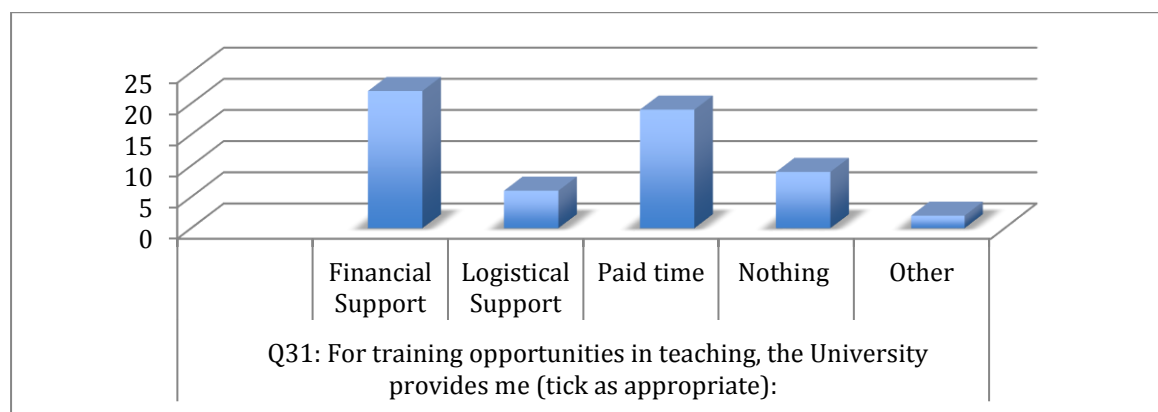 25
20
15
10
5
0
Financial Support
Logistical Support
Paid time
Nothing
Other
Q31: For training opportunities in teaching, the University
provides me (tick as appropriate):